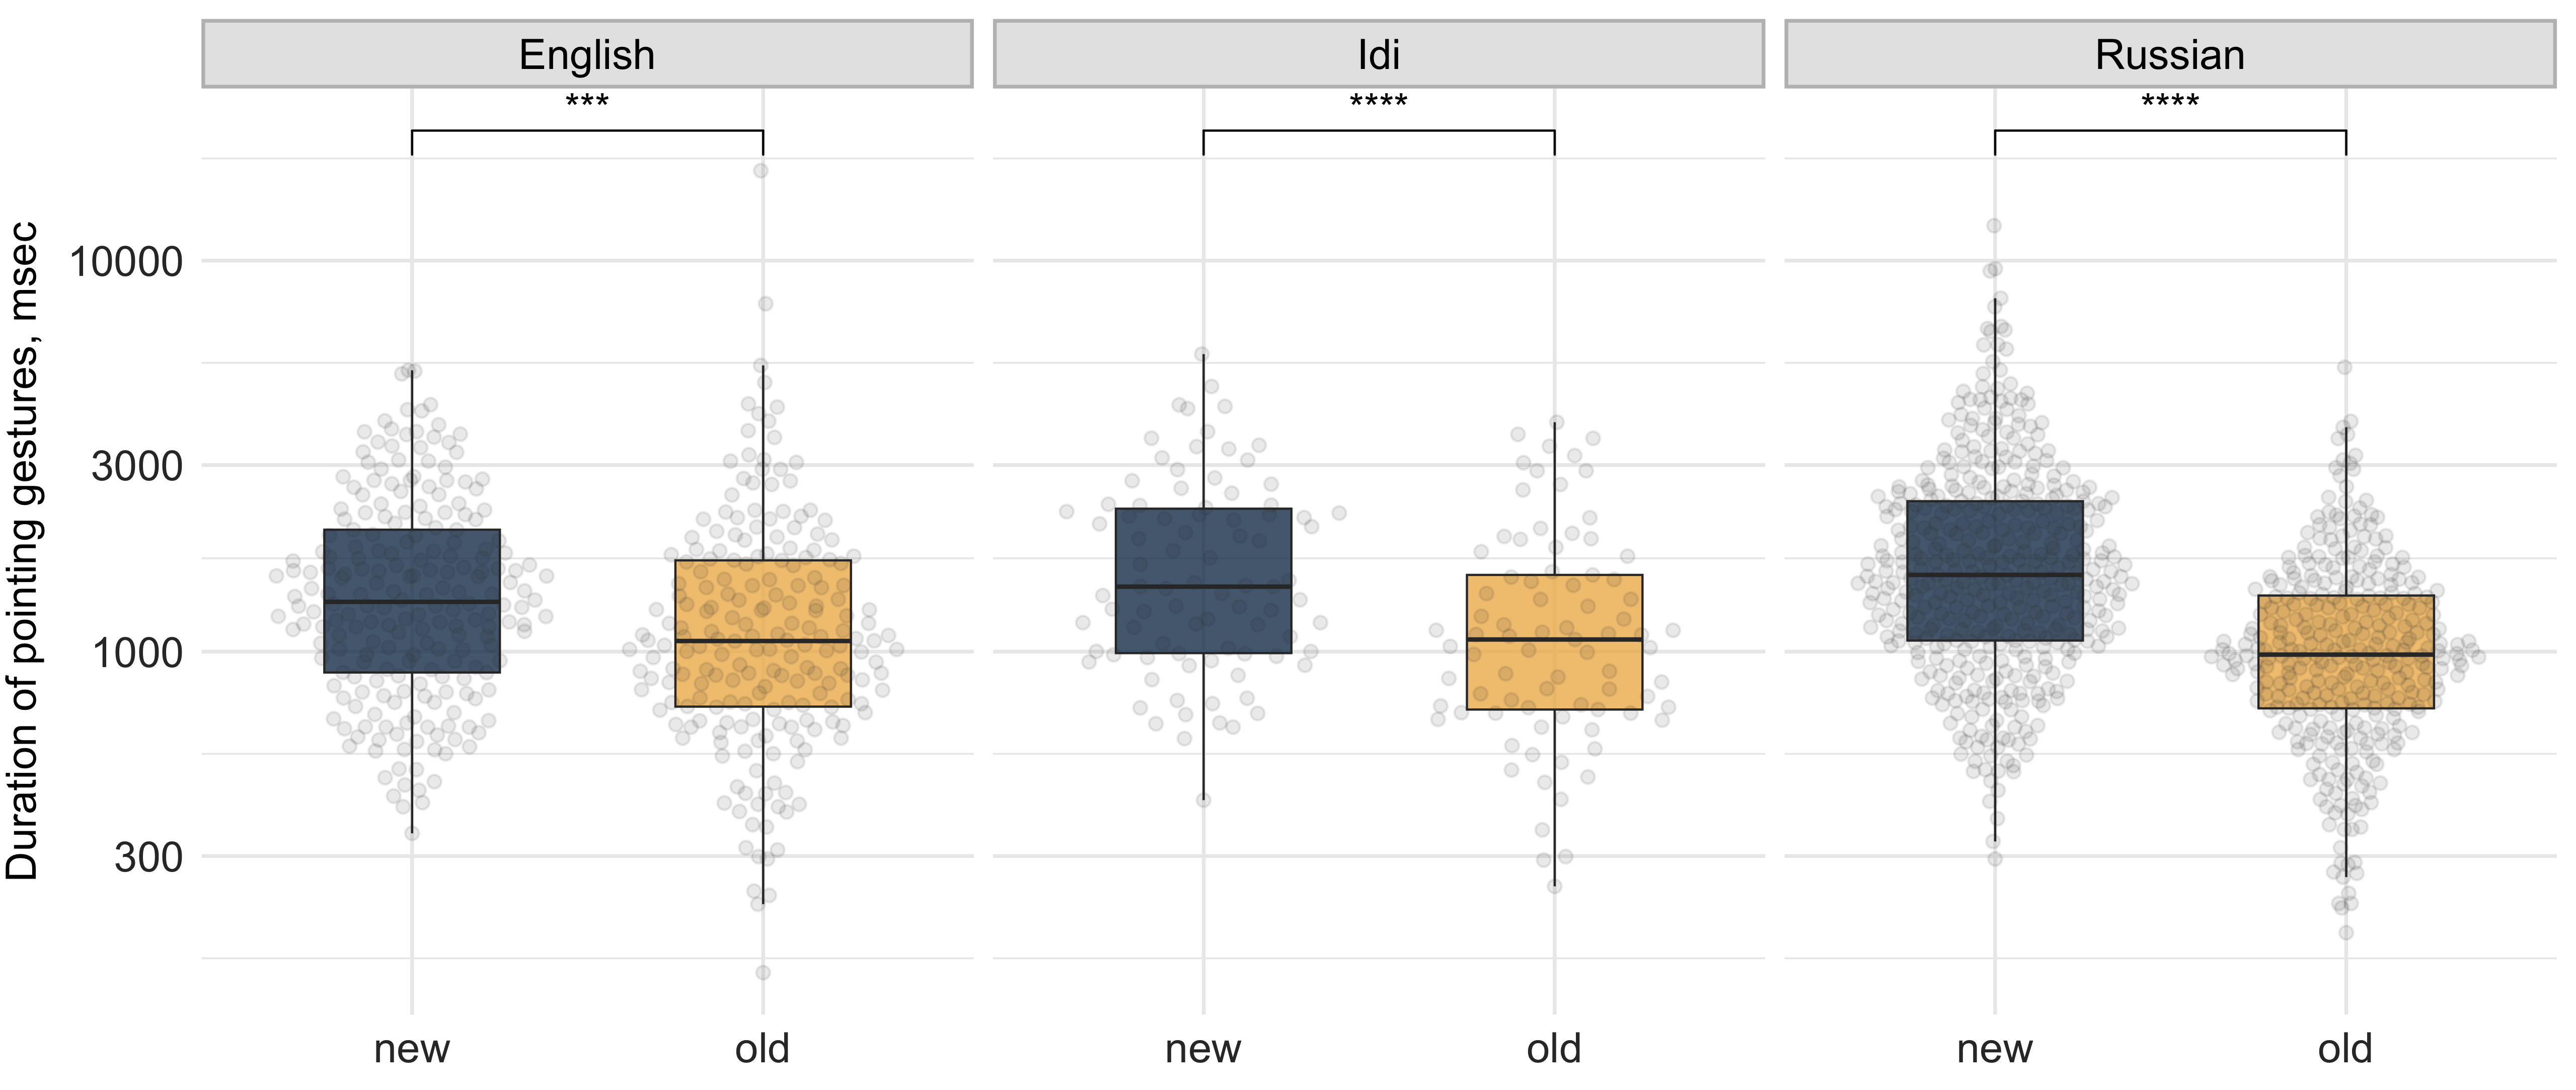 English
Idi
Russian
***
****
****
Duration of pointing gestures, msec
10000
3000
1000
300
new
old
new
old
new
old